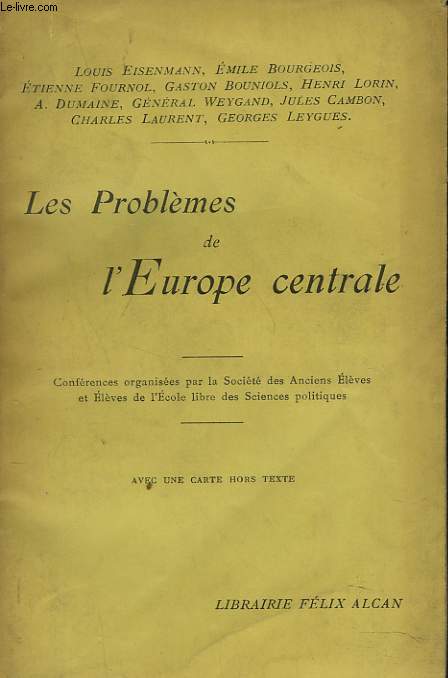 Le-livre.com
LOUIS EISENMANN, ÉMILE BOURGEOIS,
ÉTIENNE FOURNOL, GASTON BOUNIOLS, HENRI LORIN,
A. DUMAINE, GÉNÉRAL WEYGAND, JULES CAMBON,
CHARLES LAURENT, GEORGES LEYGUES.
Les Problèmes
de
l'Europe centrale
Conférences organisées par la Société des Anciens Élèves
et Élèves de l'École libre des Sciences politiques
AVEC UNE CARTE HORS TEXTE
LIBRAIRIE FÉLIX ALCAN